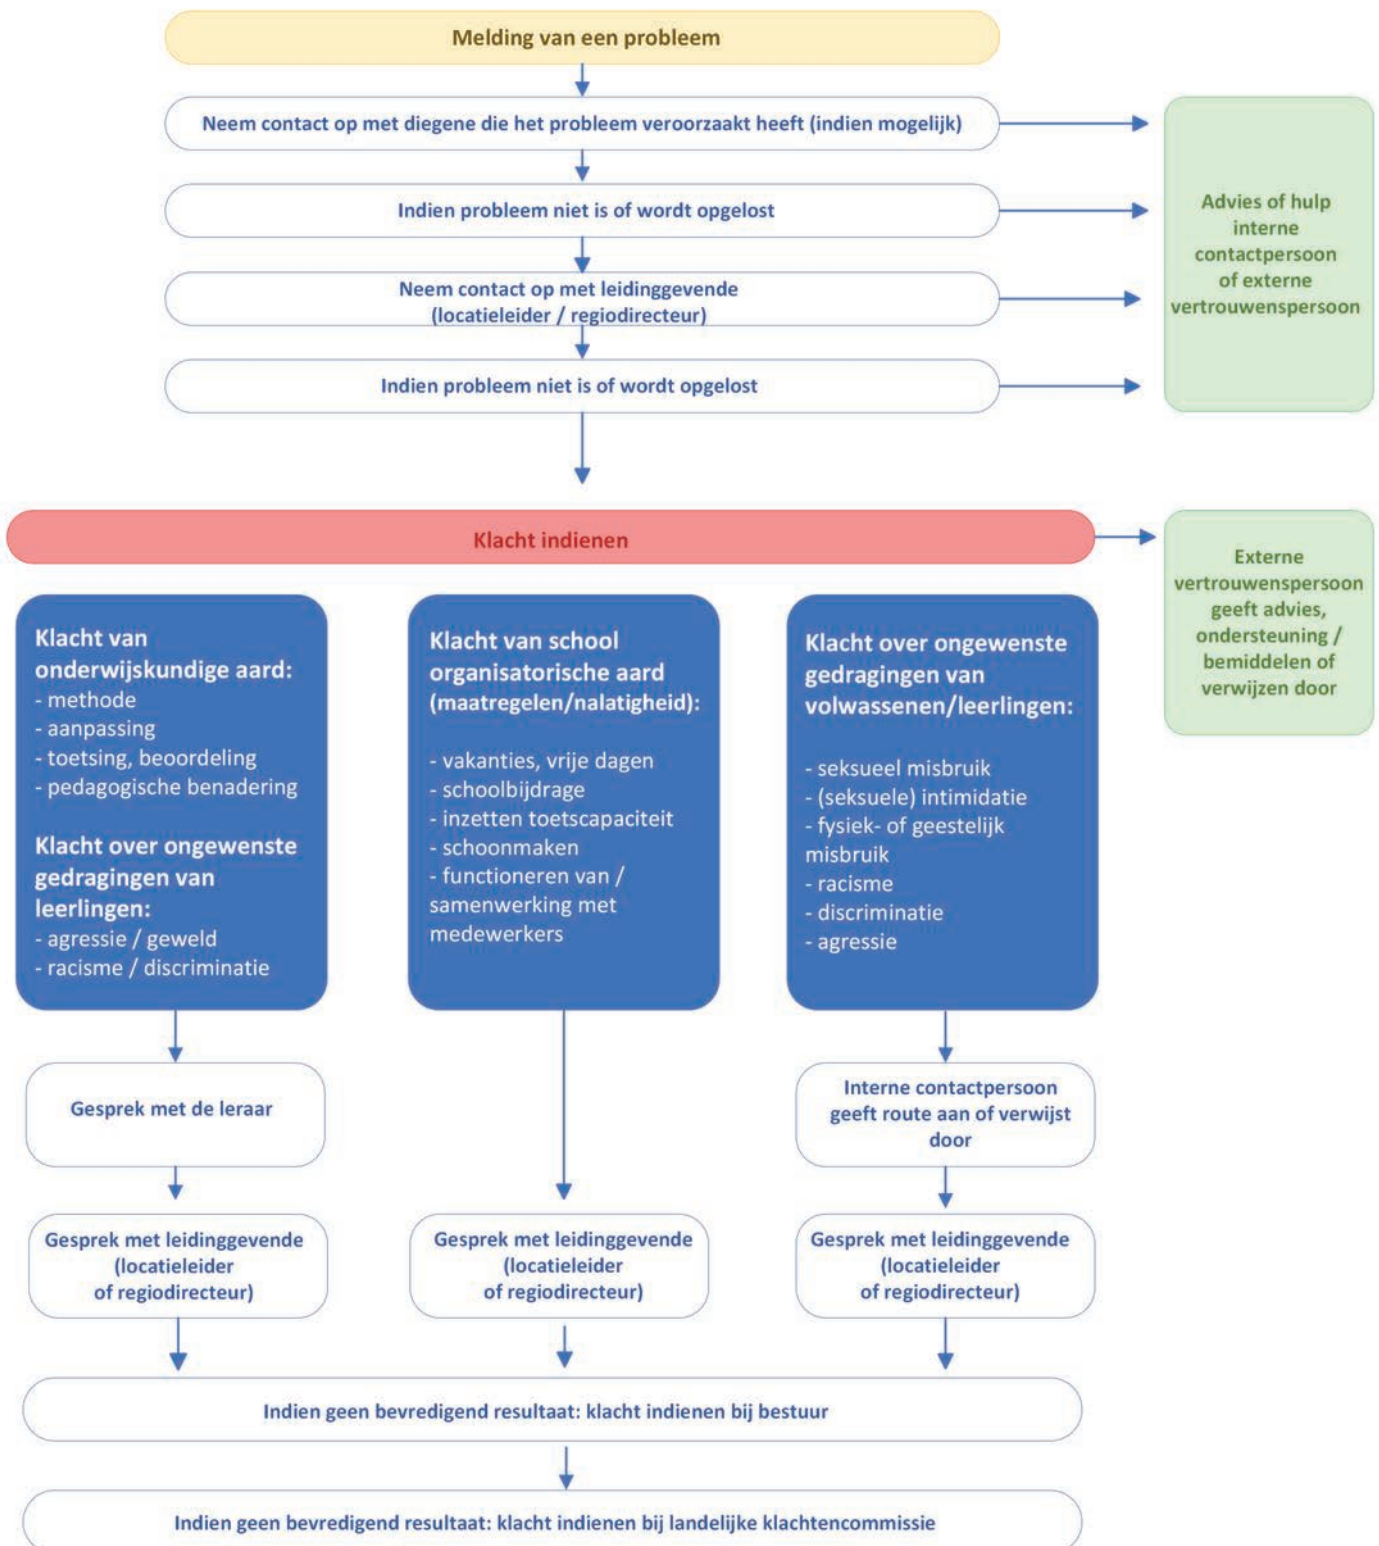 Melding van een probleem
Neem contact op met diegene die het probleem veroorzaakt heeft (indien mogelijk)
Indien probleem niet is of wordt opgelost
Neem contact op met leidinggevende
(locatieleider / regiodirecteur)
Indien probleem niet is of wordt opgelost
Advies of hulp
interne
contactpersoon
of externe
vertrouwenspersoon
Klacht indienen
Externe
vertrouwenspersoon
geeft advies,
ondersteuning /
bemiddelen of
verwijzen door
Klacht van
onderwijskundige aard:
- methode
- aanpassing
- toetsing, beoordeling
- pedagogische benadering
Klacht over ongewenste
gedragingen van
leerlingen:
- agressie / geweld
- racisme / discriminatie
Klacht van school
organisatorische aard
(maatregelen/nalatigheid):
- vakanties, vrije dagen
- schoolbijdrage
- inzetten toetscapaciteit
- schoonmaken
- functioneren van /
samenwerking met
medewerkers
Klacht over ongewenste
gedragingen van
volwassenen/leerlingen:
- seksueel misbruik
- (seksuele) intimidatie
- fysiek- of geestelijk
misbruik
- racisme
- discriminatie
- agressie
Gesprek met de leraar
Interne contactpersoon
geeft route aan of verwijst
door
Gesprek met leidinggevende
(locatieleider
of regiodirecteur)
Gesprek met leidinggevende
(locatieleider
of regiodirecteur)
Gesprek met leidinggevende
(locatieleider
of regiodirecteur)
Indien geen bevredigend resultaat: klacht indienen bij bestuur
Indien geen bevredigend resultaat: klacht indienen bij landelijke klachtencommissie